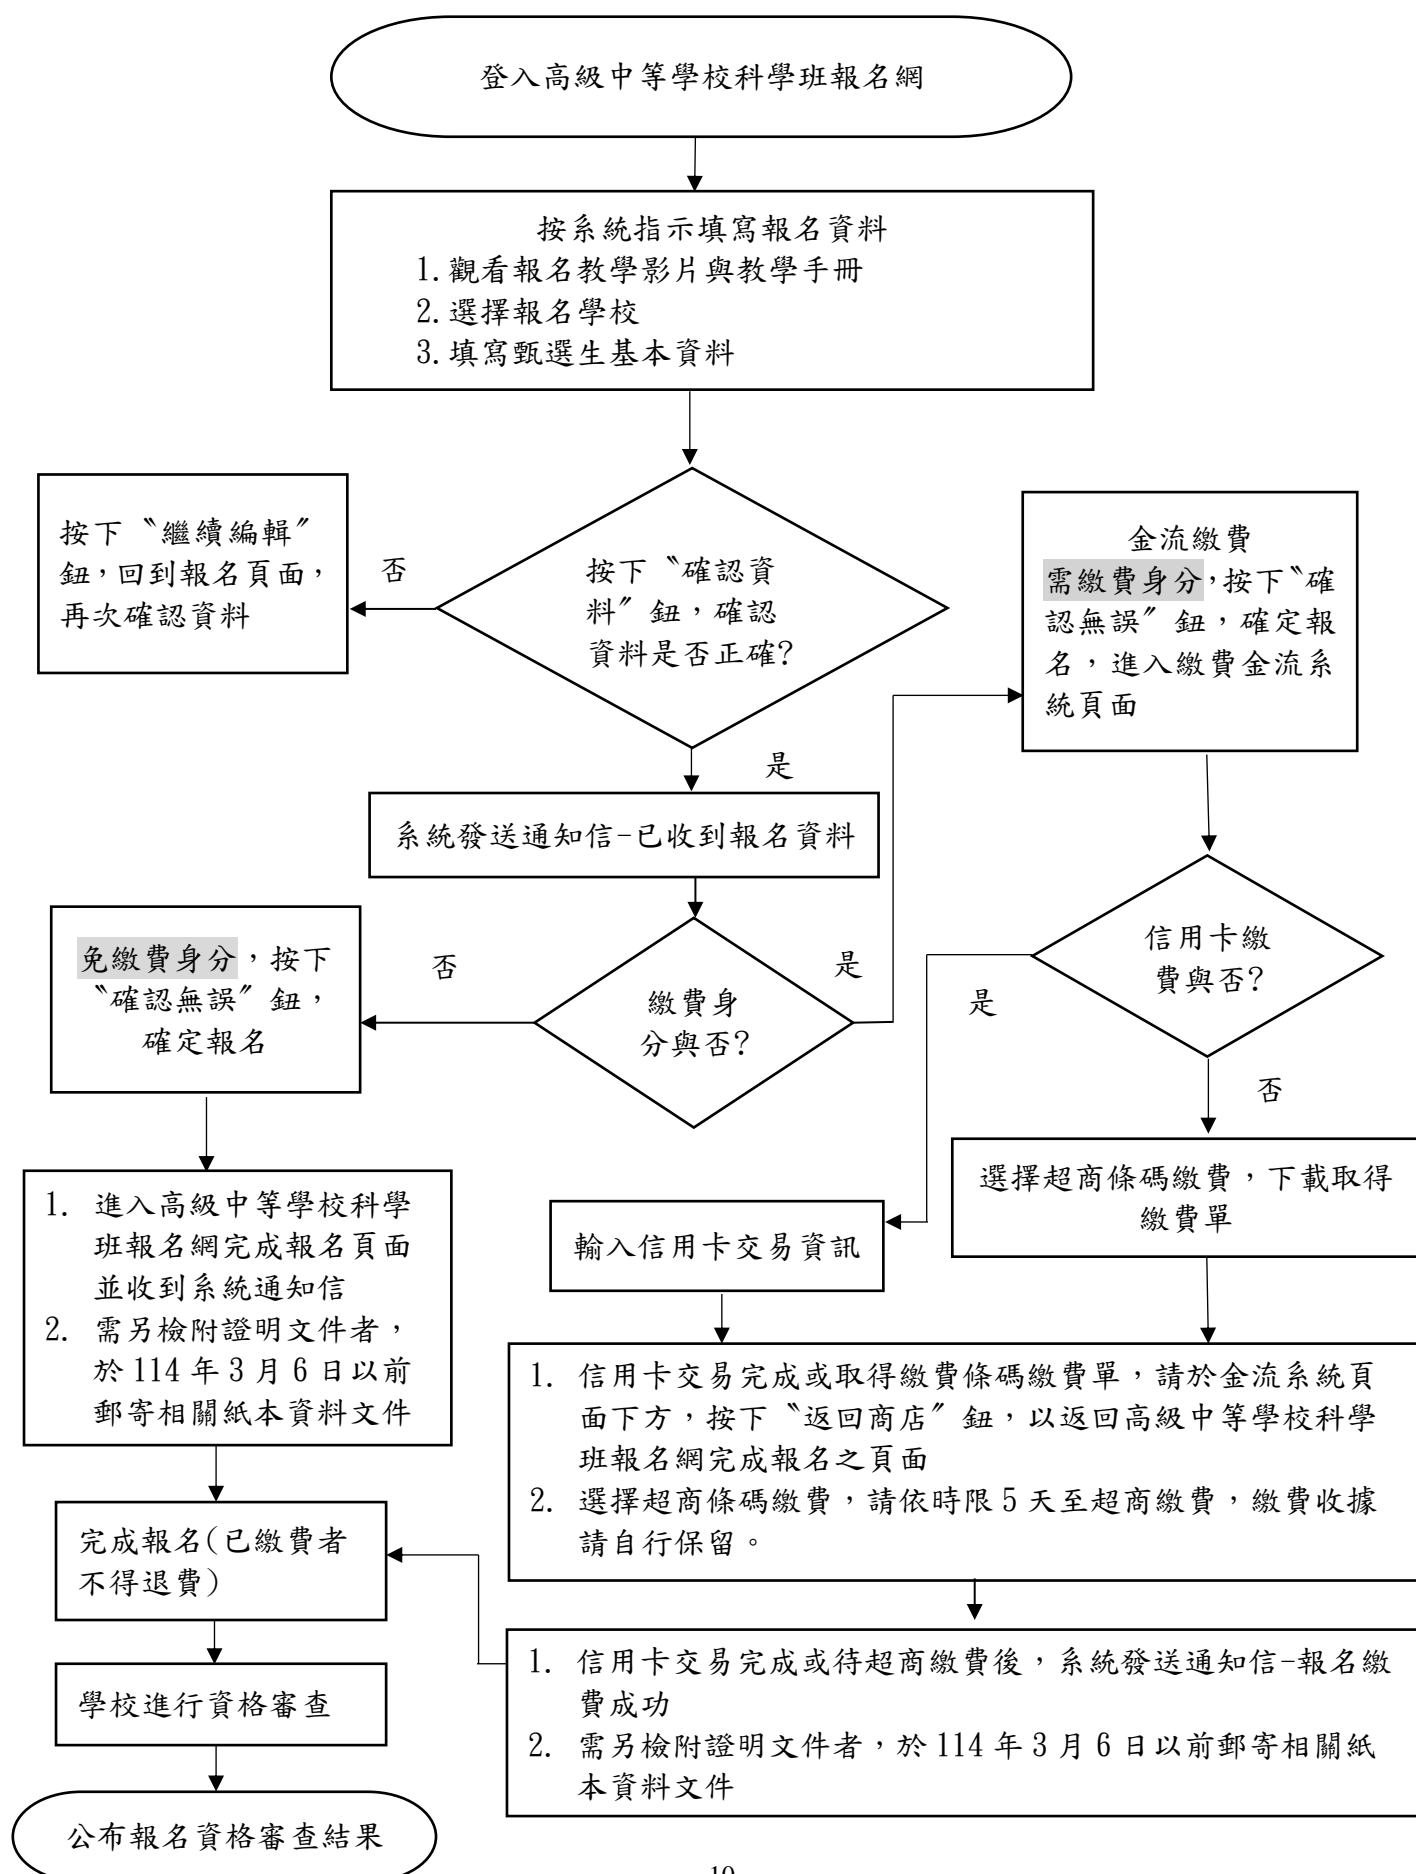 登入高級中等學校科學班報名網
按系統指示填寫報名資料
1.觀看報名教學影片與教學手冊
2.選擇報名學校
3.填寫甄選生基本資料
按下〝繼續編輯〞
鈕，回到報名頁面，
再次確認資料
否
按下〝確認資
料〞鈕，確認
資料是否正確?
金流繳費
需繳費身分，按下〝確
認無誤〞鈕，確定報
名，進入繳費金流系
統頁面
是
系統發送通知信-已收到報名資料
免繳費身分，按下
〝確認無誤〞鈕，
確定報名
否
繳費身
分與否?
是
信用卡繳
費與否?
是
否
選擇超商條碼繳費，下載取得
繳費單
輸入信用卡交易資訊
1. 進入高級中等學校科學
班報名網完成報名頁面
並收到系統通知信
2. 需另檢附證明文件者，
於 114 年 3 月 6 日以前
郵寄相關紙本資料文件
1. 信用卡交易完成或取得繳費條碼繳費單，請於金流系統頁
面下方，按下〝返回商店〞鈕，以返回高級中等學校科學
班報名網完成報名之頁面
2. 選擇超商條碼繳費，請依時限 5 天至超商繳費，繳費收據
請自行保留。
完成報名(已繳費者
不得退費)
1. 信用卡交易完成或待超商繳費後，系統發送通知信-報名繳
費成功
2. 需另檢附證明文件者，於 114 年 3 月 6 日以前郵寄相關紙
本資料文件
學校進行資格審查
公布報名資格審查結果
10